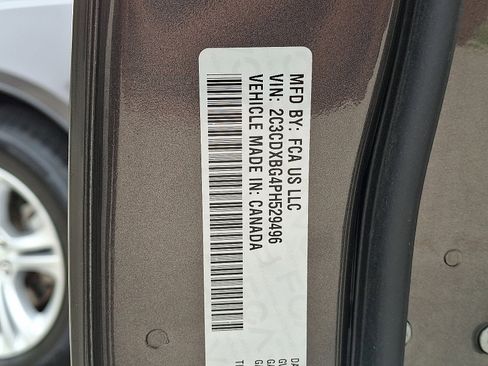 MFD BY: FCA US LLC
VIN: 2C3CDXBG4PH529496
VEHICLE MADE IN: CANADA